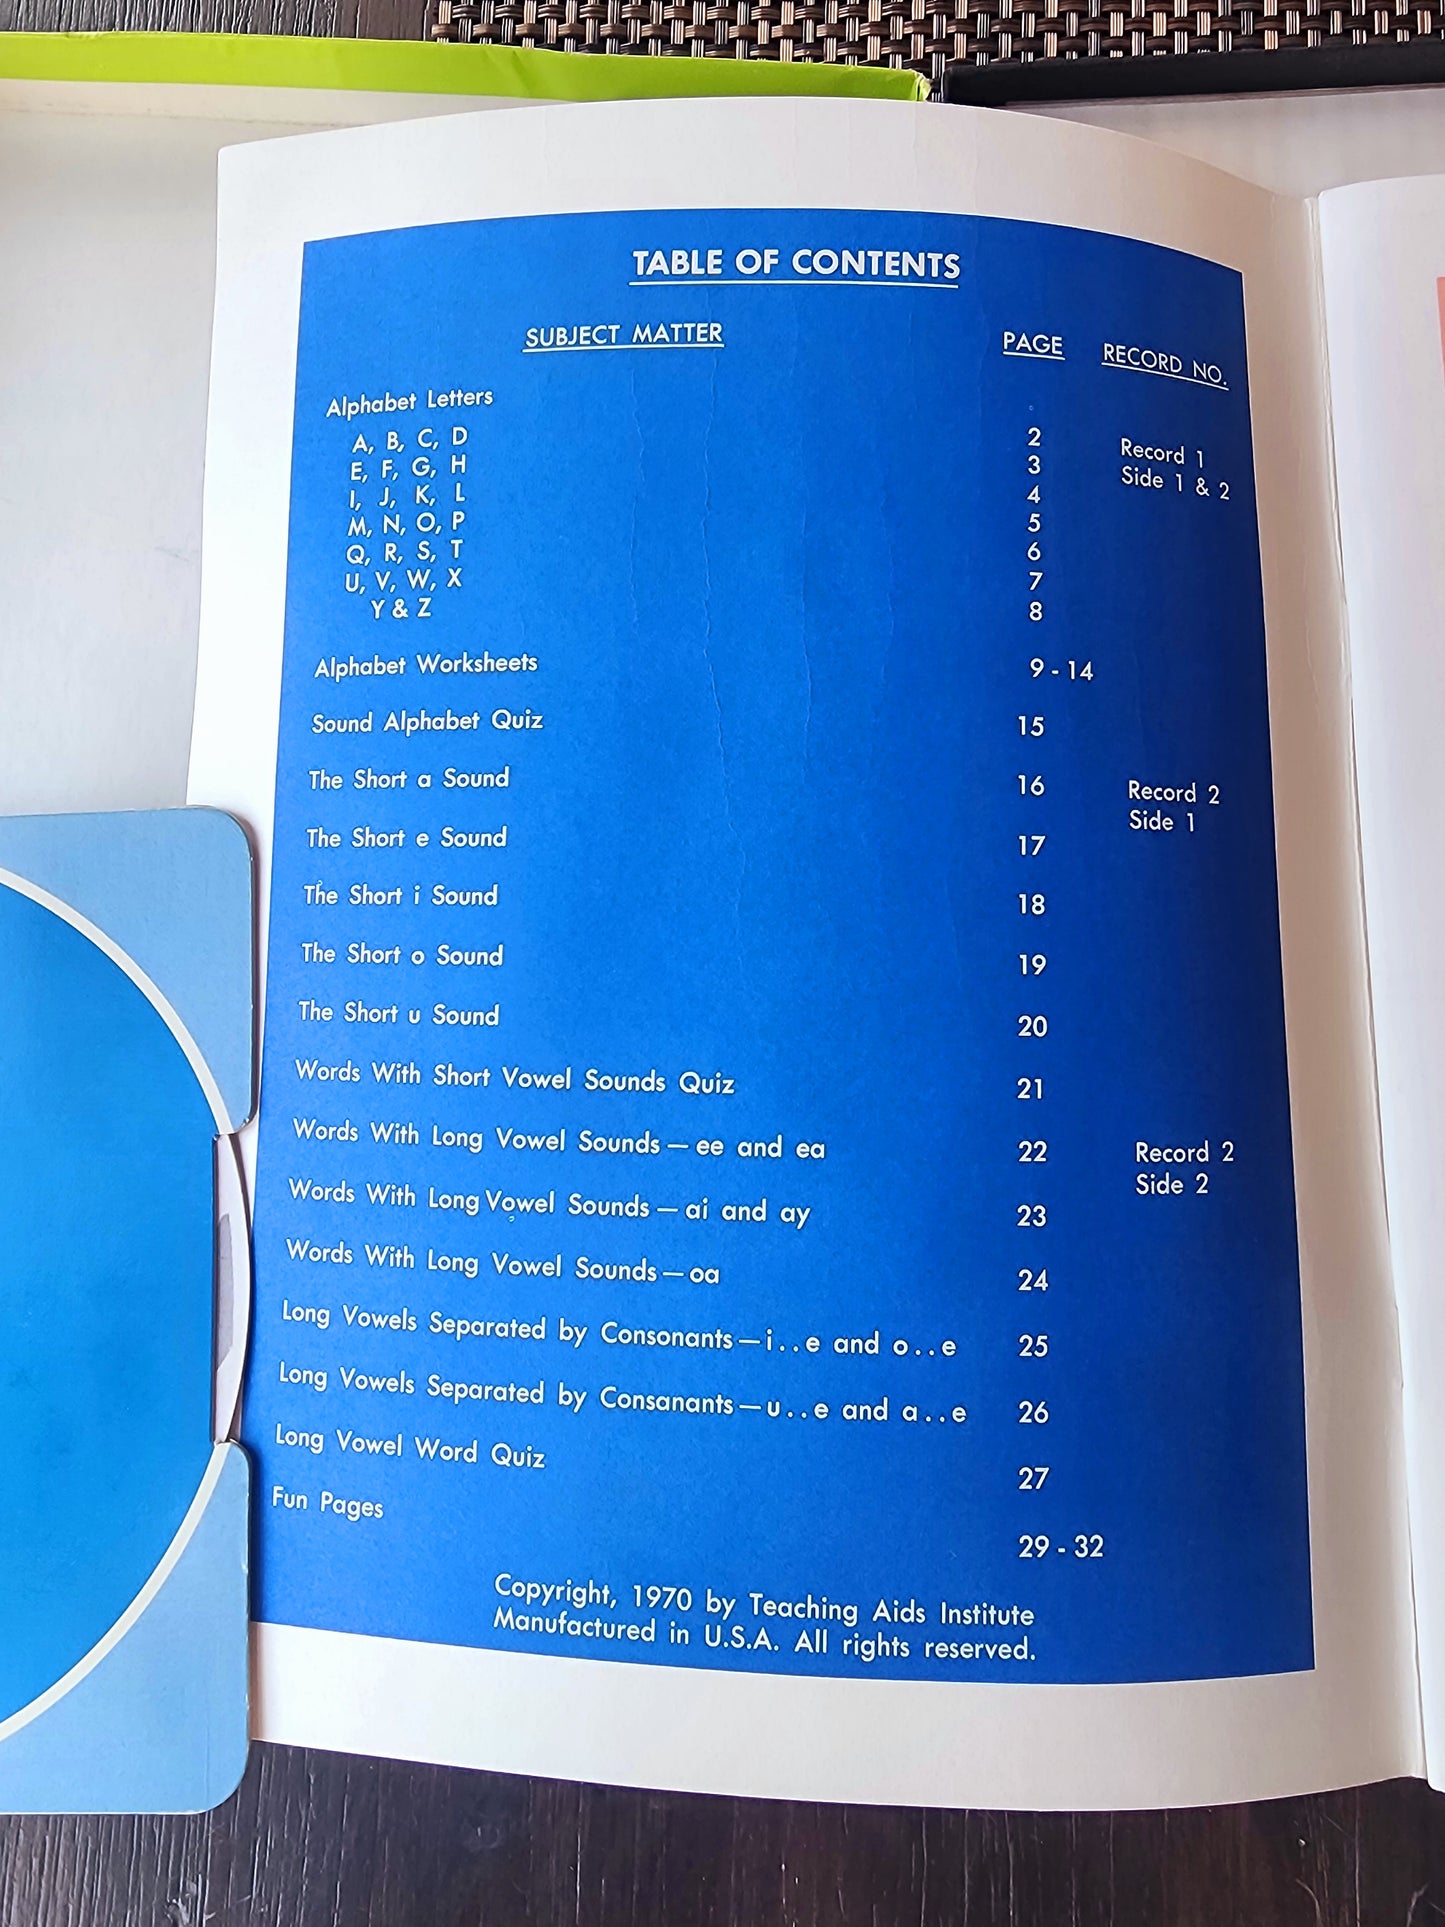 TABLE OF CONTENTS
SUBJECT MATTER PAGE RECORD NO.
Alphabet Letters
A, B, C, D 2 Record 1
E, F, G, H 3 Side 1 & 2
I, J, K, L 4
M, N, O, P 5
Q, R, S, T 6
U, V, W, X 7
Y & Z 8
Alphabet Worksheets 9 - 14
Sound Alphabet Quiz 15
The Short a Sound 16 Record 2
Side 1
The Short e Sound 17
The Short i Sound 18
The Short o Sound 19
The Short u Sound 20
Words With Short Vowel Sounds Quiz 21
Words With Long Vowel Sounds — ee and ea 22 Record 2
Side 2
Words With Long Vowel Sounds — ai and ay 23
Words With Long Vowel Sounds — oa 24
Long Vowels Separated by Consonants — i . . e and o . . e 25
Long Vowels Separated by Consanants — u . . e and a . . e 26
Long Vowel Word Quiz 27
Fun Pages 29 - 32
Copyright, 1970 by Teaching Aids Institute
Manufactured in U.S.A. All rights reserved.